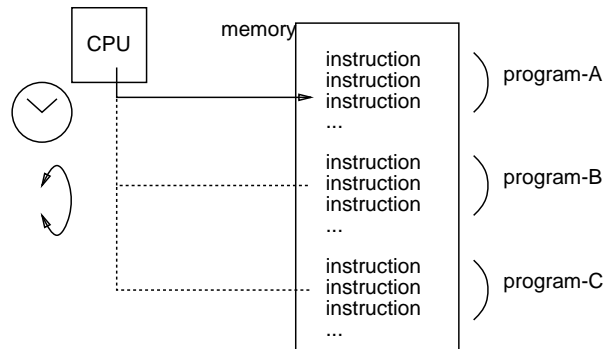 CPU
memory
instruction
instruction
instruction
...
program-A
instruction
instruction
instruction
...
program-B
instruction
instruction
instruction
...
program-C